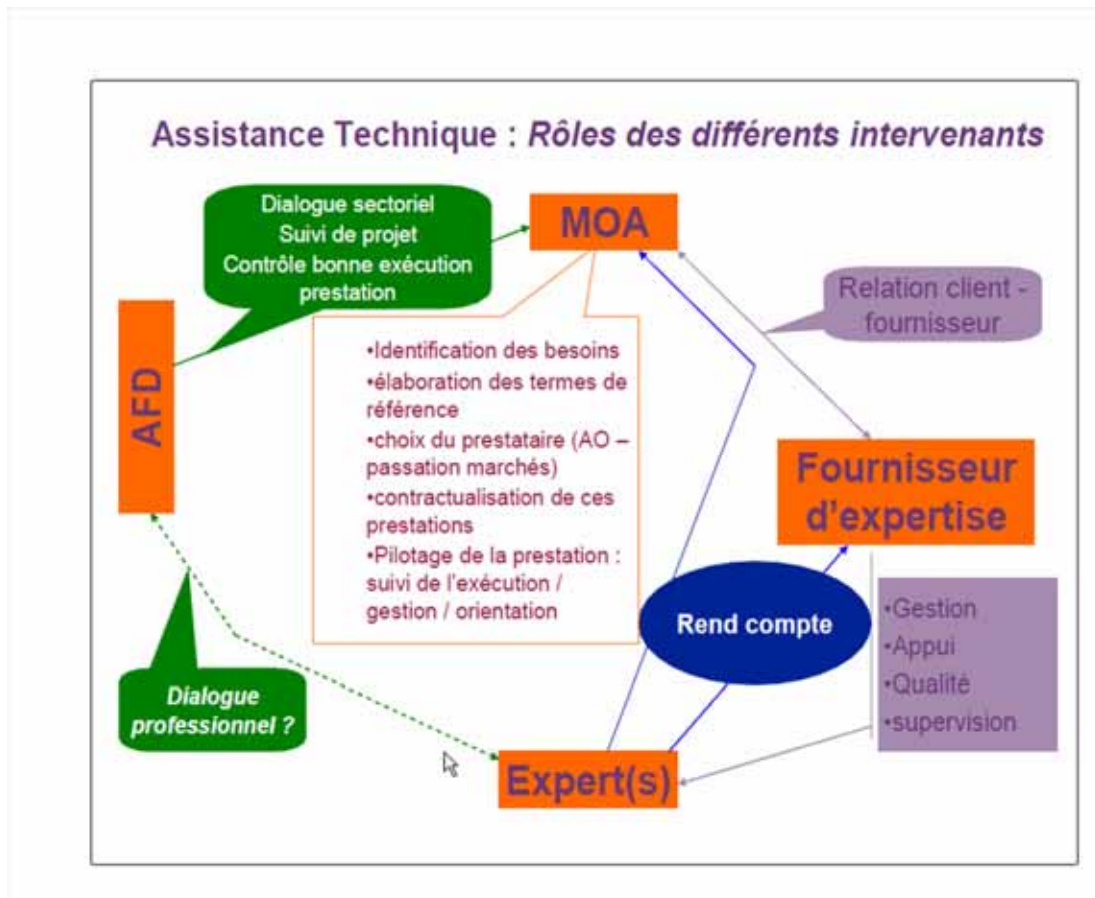 Assistance Technique : Rôles des différents intervenants
Dialogue sectoriel
Suivi de projet
Contrôle bonne exécution
prestation
MOA
Relation client -
fournisseur
AFD
•Identification des besoins
•élaboration des termes de
référence
•choix du prestataire (AO –
passation marchés)
•contractualisation de ces
prestations
•Pilotage de la prestation :
suivi de l'exécution /
gestion / orientation
Fournisseur
d'expertise
Rend compte
•Gestion
•Appui
•Qualité
•supervision
Dialogue
professionnel ?
Expert(s)